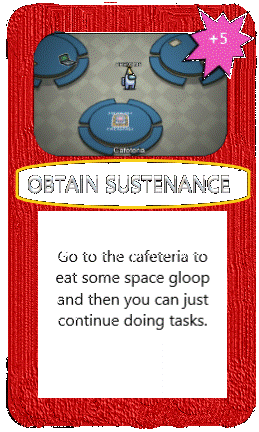 +5
Cafeteria
OBTAIN SUSTENANCE
Go to the cafeteria to
eat some space gloop
and then you can just
continue doing tasks.